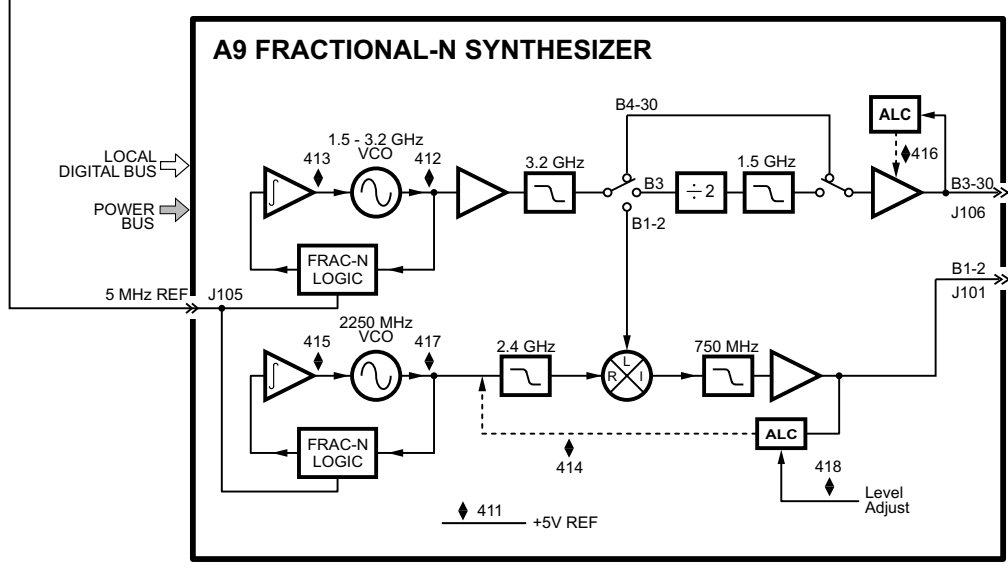 A9 FRACTIONAL-N SYNTHESIZER
B4-30
ALC
LOCAL
DIGITAL BUS
1.5 - 3.2 GHz
VCO
413
412
3.2 GHz
1.5 GHz
416
B3
÷ 2
B3-30
J106
POWER
BUS
∫
B1-2
FRAC-N
LOGIC
B1-2
J101
5 MHz REF
J105
2250 MHz
VCO
415
417
2.4 GHz
750 MHz
L
R
I
∫
ALC
FRAC-N
LOGIC
414
418
Level
Adjust
411
+5V REF